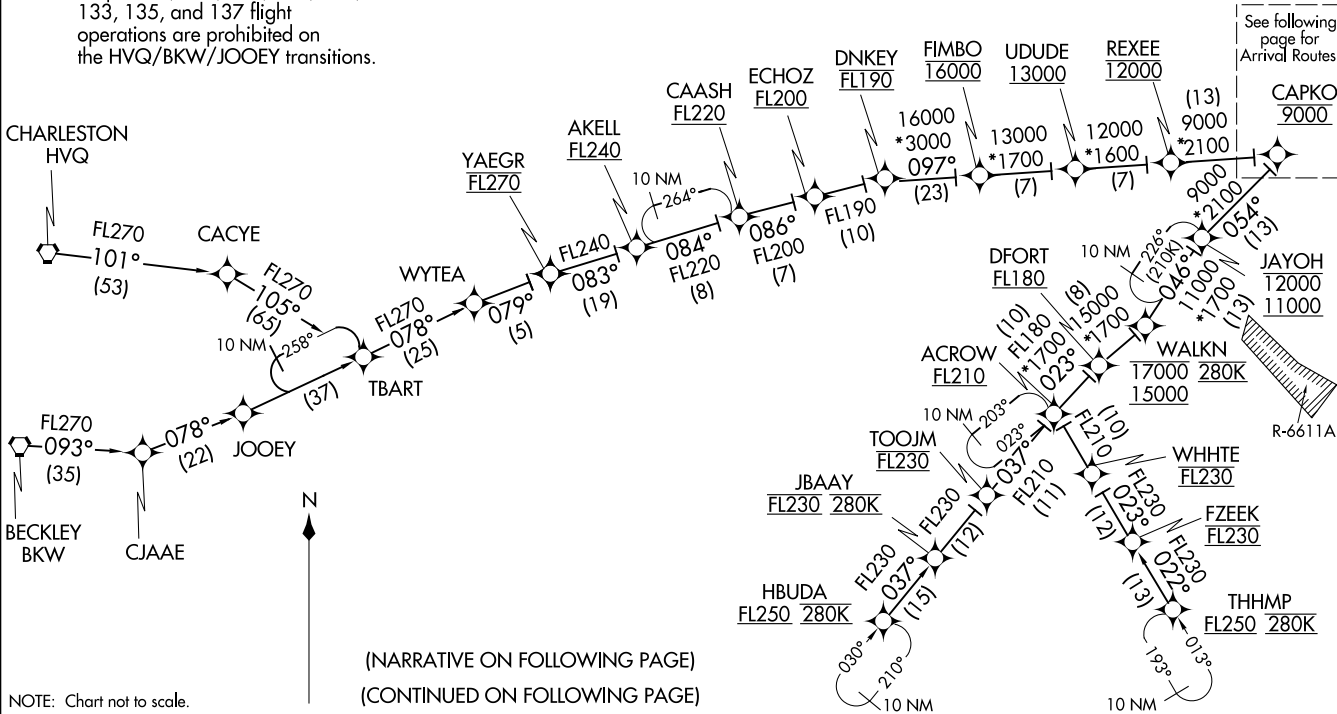 133, 135, and 137 flight
operations are prohibited on
the HVQ/BKW/JOOEY transitions.
See following
page for
Arrival Routes
CAPKO
9000
(13)
9000
*2100
REXEE
12000
12000
*1600
(7)
UDUDE
13000
13000
*1700
(7)
FIMBO
16000
16000
*3000
097°
(23)
DNKEY
FL190
FL190
(10)
ECHOZ
FL200
086°
FL200
(7)
CAASH
FL220
10 NM
264°
084°
FL220
(8)
AKELL
FL240
FL240
083°
(19)
YAEGR
FL270
079°
(5)
WYTEA
FL270
078°
(25)
CHARLESTON
HVQ
FL270
101°
(53)
CACYE
FL270
105°
(65)
10 NM
258°
TBART
(37)
JOOEY
078°
(22)
FL270
093°
(35)
BECKLEY
BKW
CJAAE
N
9000
*2100
054°
(13)
10 NM
226°
(210K)
046°
11000
*1700
(13)
JAYOH
12000
11000
R-6611A
DFORT
FL180
(8)
15000
*1700
WALKN
17000 280K
15000
(10)
FL180
*1700
023°
ACROW
FL210
10 NM
203°
023°
TOOJM
FL230
037°
FL210
(11)
JBAAY
FL230 280K
FL230
(12)
HBUDA
FL250 280K
FL230
037°
(15)
030°
210°
10 NM
(10)
FL210
WHHTE
FL230
FL230
023°
(12)
FZEEK
FL230
FL230
022°
(13)
THHMP
FL250 280K
013°
193°
10 NM
(NARRATIVE ON FOLLOWING PAGE)
(CONTINUED ON FOLLOWING PAGE)
NOTE: Chart not to scale.